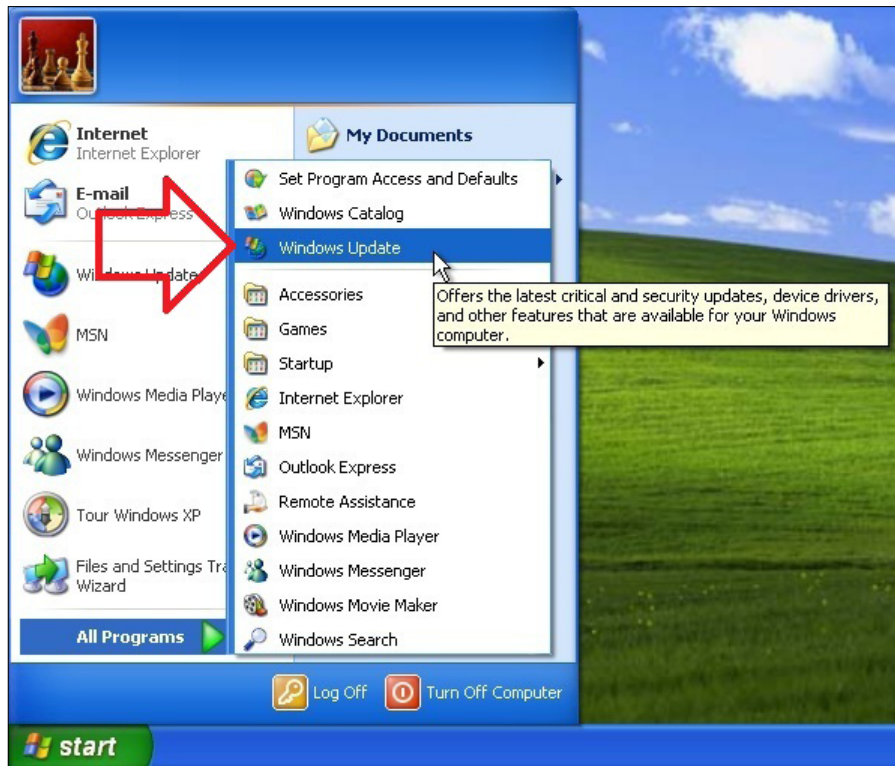 Internet
Internet Explorer
E-mail
Outlook Express
Windows Update
MSN
Windows Media Playe
Windows Messenger
Tour Windows XP
Files and Settings Tra
Wizard
All Programs
My Documents
Set Program Access and Defaults
Windows Catalog
Windows Update
Accessories
Games
Startup
Internet Explorer
MSN
Outlook Express
Remote Assistance
Windows Media Player
Windows Messenger
Windows Movie Maker
Windows Search
Offers the latest critical and security updates, device drivers,
and other features that are available for your Windows
computer.
Log Off
Turn Off Computer
start